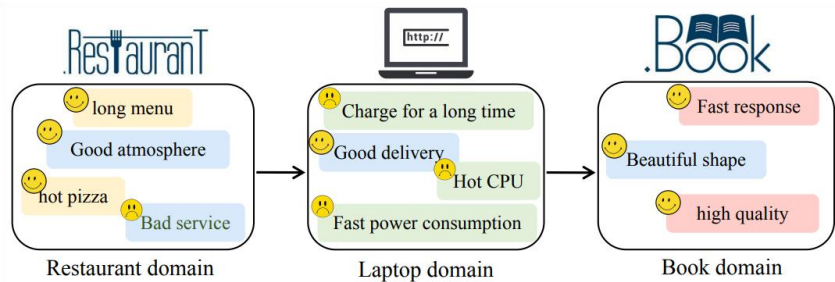 .RestauranT
http://
.Book
long menu
Good atmosphere
hot pizza
Bad service
Charge for a long time
Good delivery
Hot CPU
Fast power consumption
Fast response
Beautiful shape
high quality
Restaurant domain
Laptop domain
Book domain